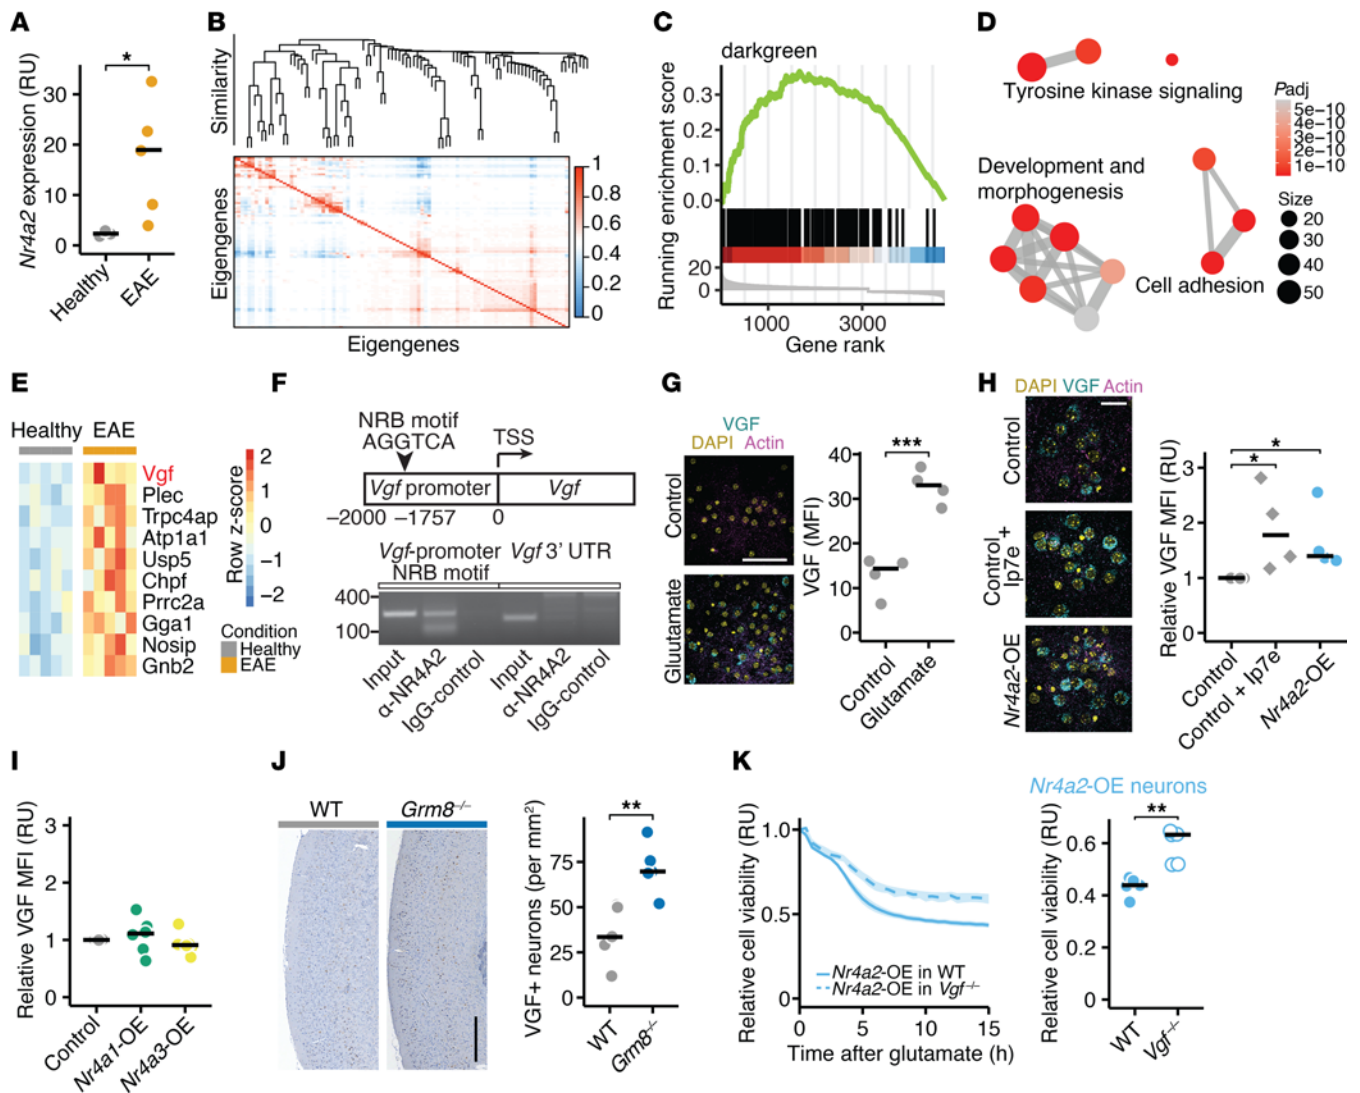 A
Nr4a2 expression (RU)
30
20
10
0
*
Healthy
EAE
B
Similarity
Eigengenes
Eigengenes
1
0.8
0.6
0.4
0.2
0
C
darkgreen
Running enrichment score
0.3
0.2
0.1
0.0
20
0
1000
3000
Gene rank
D
Tyrosine kinase signaling
Development and
morphogenesis
Cell adhesion
Padj
5e−10
4e−10
3e−10
2e−10
1e−10
Size
20
30
40
50
E
Healthy
EAE
Vgf
Plec
Trpc4ap
Atp1a1
Usp5
Chpf
Prrc2a
Gga1
Nosip
Gnb2
Row z-score
2
1
0
−1
−2
Condition
Healthy
EAE
F
NRB motif
AGGTCA
TSS
Vgf promoter
Vgf
−2000
−1757
0
Vgf-promoter
NRB motif
Vgf 3’ UTR
400
100
Input
α-NR4A2
IgG-control
Input
α-NR4A2
IgG-control
G
VGF
DAPI Actin
Control
Gluutamate
VGF (MFI)
40
30
20
10
0
***
Control
Glutamate
H
DAPI VGF Actin
Control
Control +
Ip7e
Nr4a2-OE
Relative VGF MFI (RU)
3
2
1
0
*
*
Control
Control + Ip7e
Nr4a2-OE
I
Relative VGF MFI (RU)
3
2
1
0
Control
Nr4a1-OE
Nr4a3-OE
J
WT
Grm8−/−
VGF+ neurons (per mm2)
75
50
25
0
**
WT
Grm8−/−
K
Relative cell viability (RU)
1.0
0.5
0
Nr4a2-OE in WT
Nr4a2-OE in Vgf−/−
0
5
10
15
Time after glutamate (h)
Nr4a2-OE neurons
Relative cell viability (RU)
0.6
0.4
0.2
0
**
WT
Vgf−/−